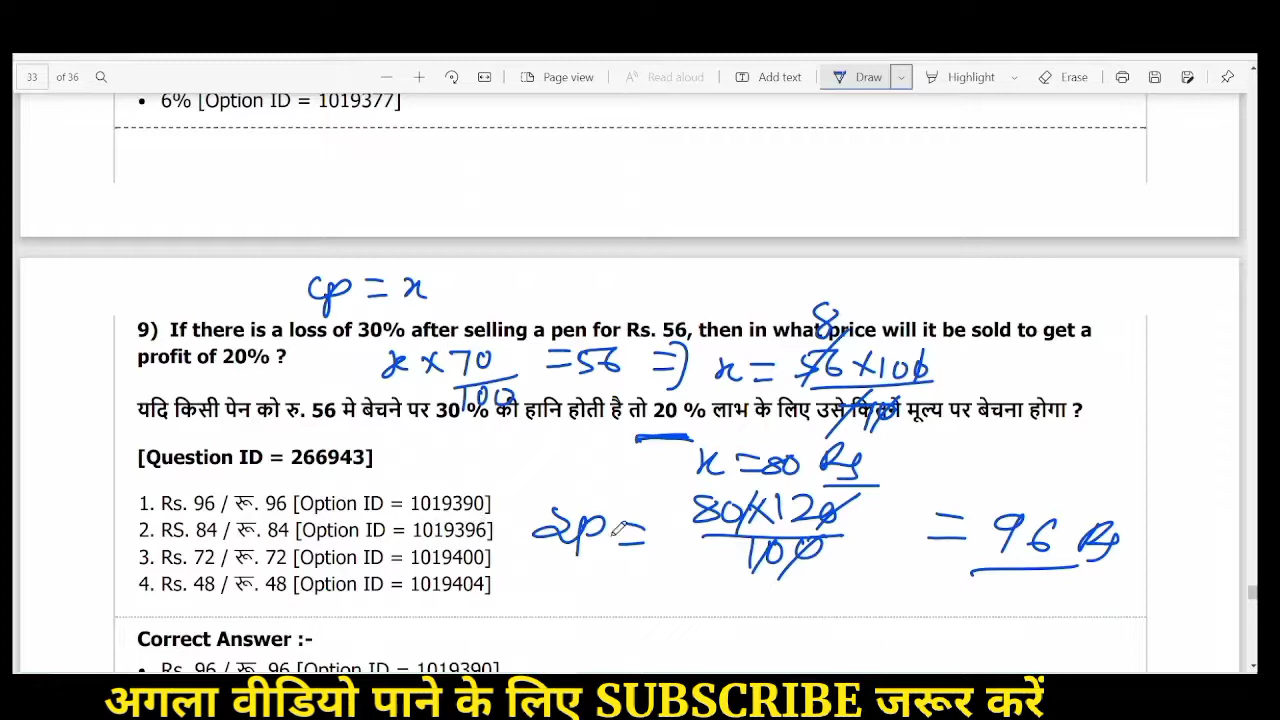 33 of 36 Page view Read aloud Add text Draw Highlight Erase
• 6% [Option ID = 1019377]
cp = x
9) If there is a loss of 30% after selling a pen for Rs. 56, then in what price will it be sold to get a
profit of 20% ?
x × 70/100 = 56 ⇒ x = 56 × 100/70 8
यदि किसी पेन को रु. 56 मे बेचने पर 30 % की हानि होती है तो 20 % लाभ के लिए उसे कितने मूल्य पर बेचना होगा ?
[Question ID = 266943]
x = 80 Rs
1. Rs. 96 / रू. 96 [Option ID = 1019390]
2. RS. 84 / रू. 84 [Option ID = 1019396]
3. Rs. 72 / रू. 72 [Option ID = 1019400]
4. Rs. 48 / रू. 48 [Option ID = 1019404]
SP = 80 × 120/100 = 96 Rs
Correct Answer :-
• Rs. 96 / रू. 96 [Option ID = 1019390]
अगला वीडियो पाने के लिए SUBSCRIBE जरूर करें